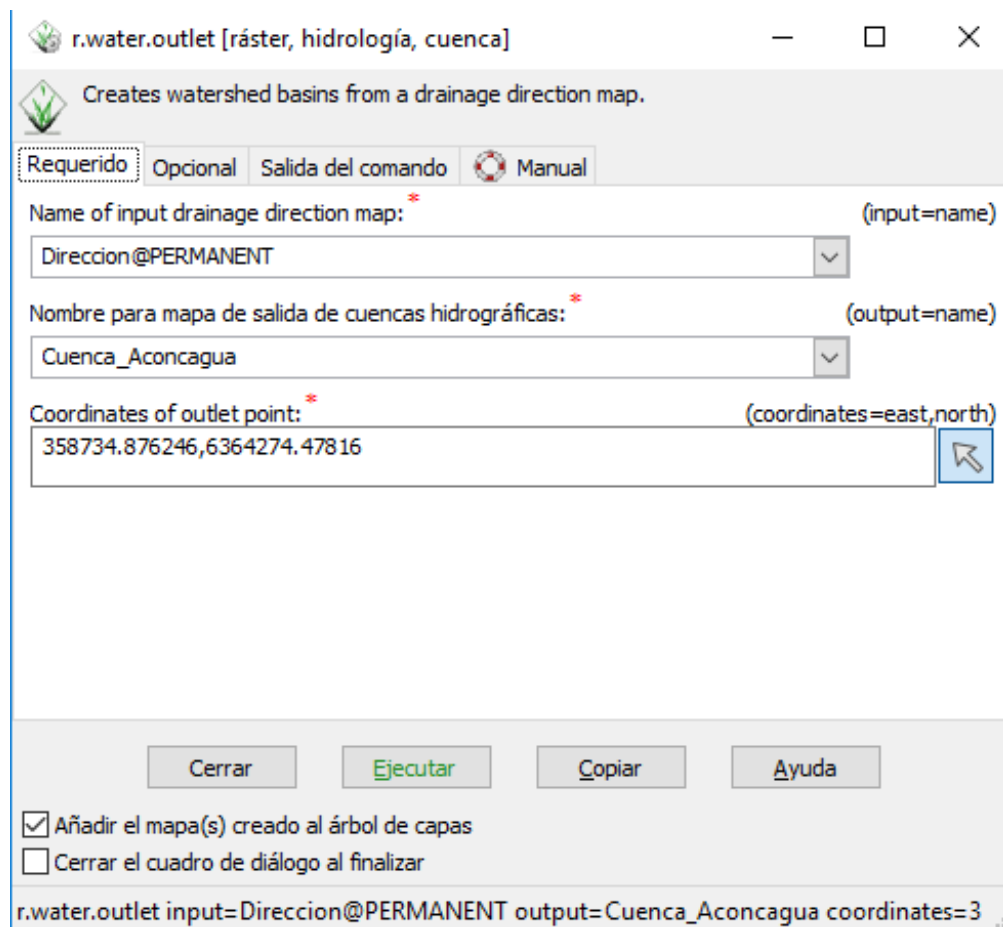 r.water.outlet [ráster, hidrología, cuenca]
Creates watershed basins from a drainage direction map.
Requerido Opcional Salida del comando Manual
Name of input drainage direction map: * (input=name)
Direccion@PERMANENT
Nombre para mapa de salida de cuencas hidrográficas: * (output=name)
Cuenca_Aconcagua
Coordinates of outlet point: * (coordinates=east,north)
358734.876246,6364274.47816
Cerrar Ejecutar Copiar Ayuda
Añadir el mapa(s) creado al árbol de capas
Cerrar el cuadro de diálogo al finalizar
r.water.outlet input=Direccion@PERMANENT output=Cuenca_Aconcagua coordinates=3